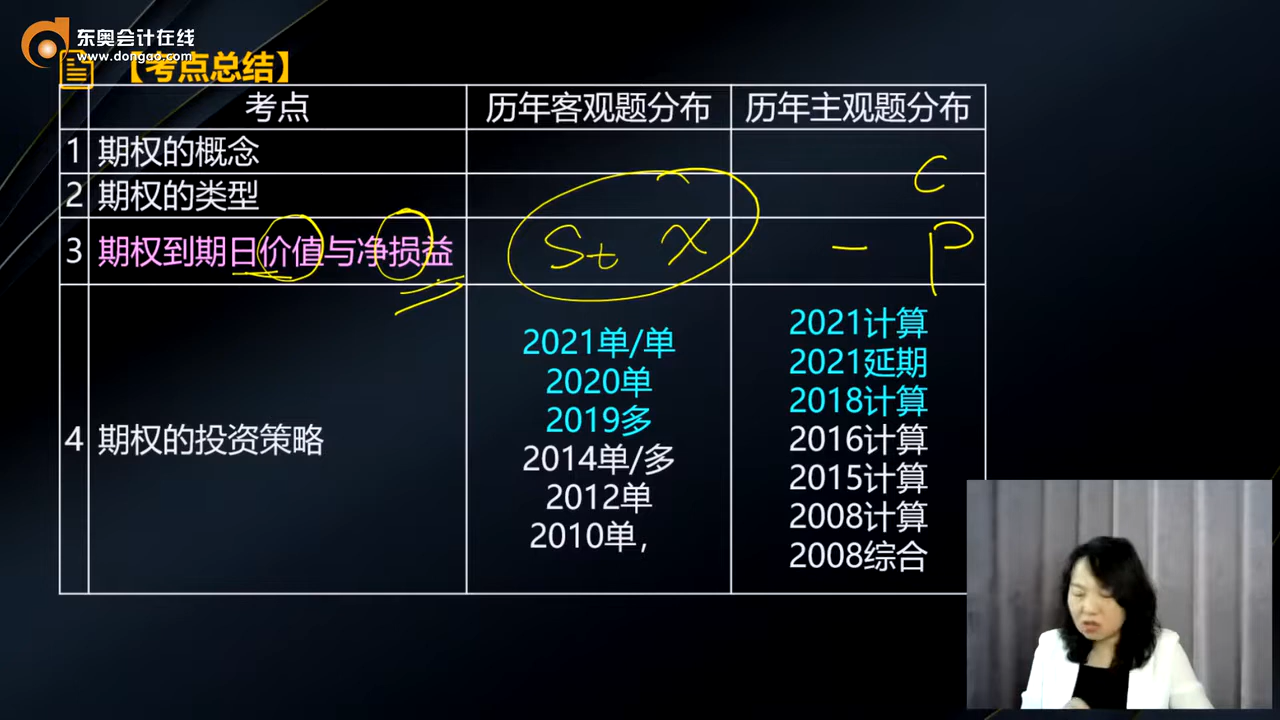 东奥会计在线
www.dongao.com
【考点总结】
考点 历年客观题分布 历年主观题分布
1 期权的概念
2 期权的类型
C
3 期权到期日价值与净损益 St X - P
4 期权的投资策略
2021单/单
2020单
2019多
2014单/多
2012单
2010单，
2021计算
2021延期
2018计算
2016计算
2015计算
2008计算
2008综合